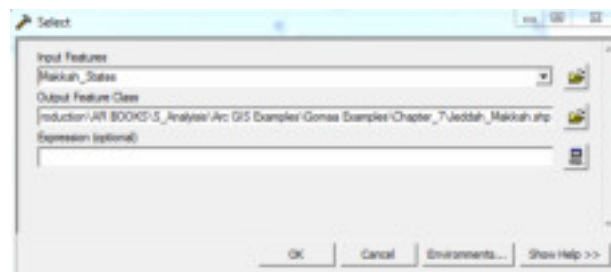 Select
Input Features
Makkah_States
Output Feature Class
roduction\AR BOOKS\S_Analysis\Arc GIS Examples\Gomaa Examples\Chapter_7\Jeddah_Makkah.shp
Expression (optional)
OK Cancel Environments... Show Help >>